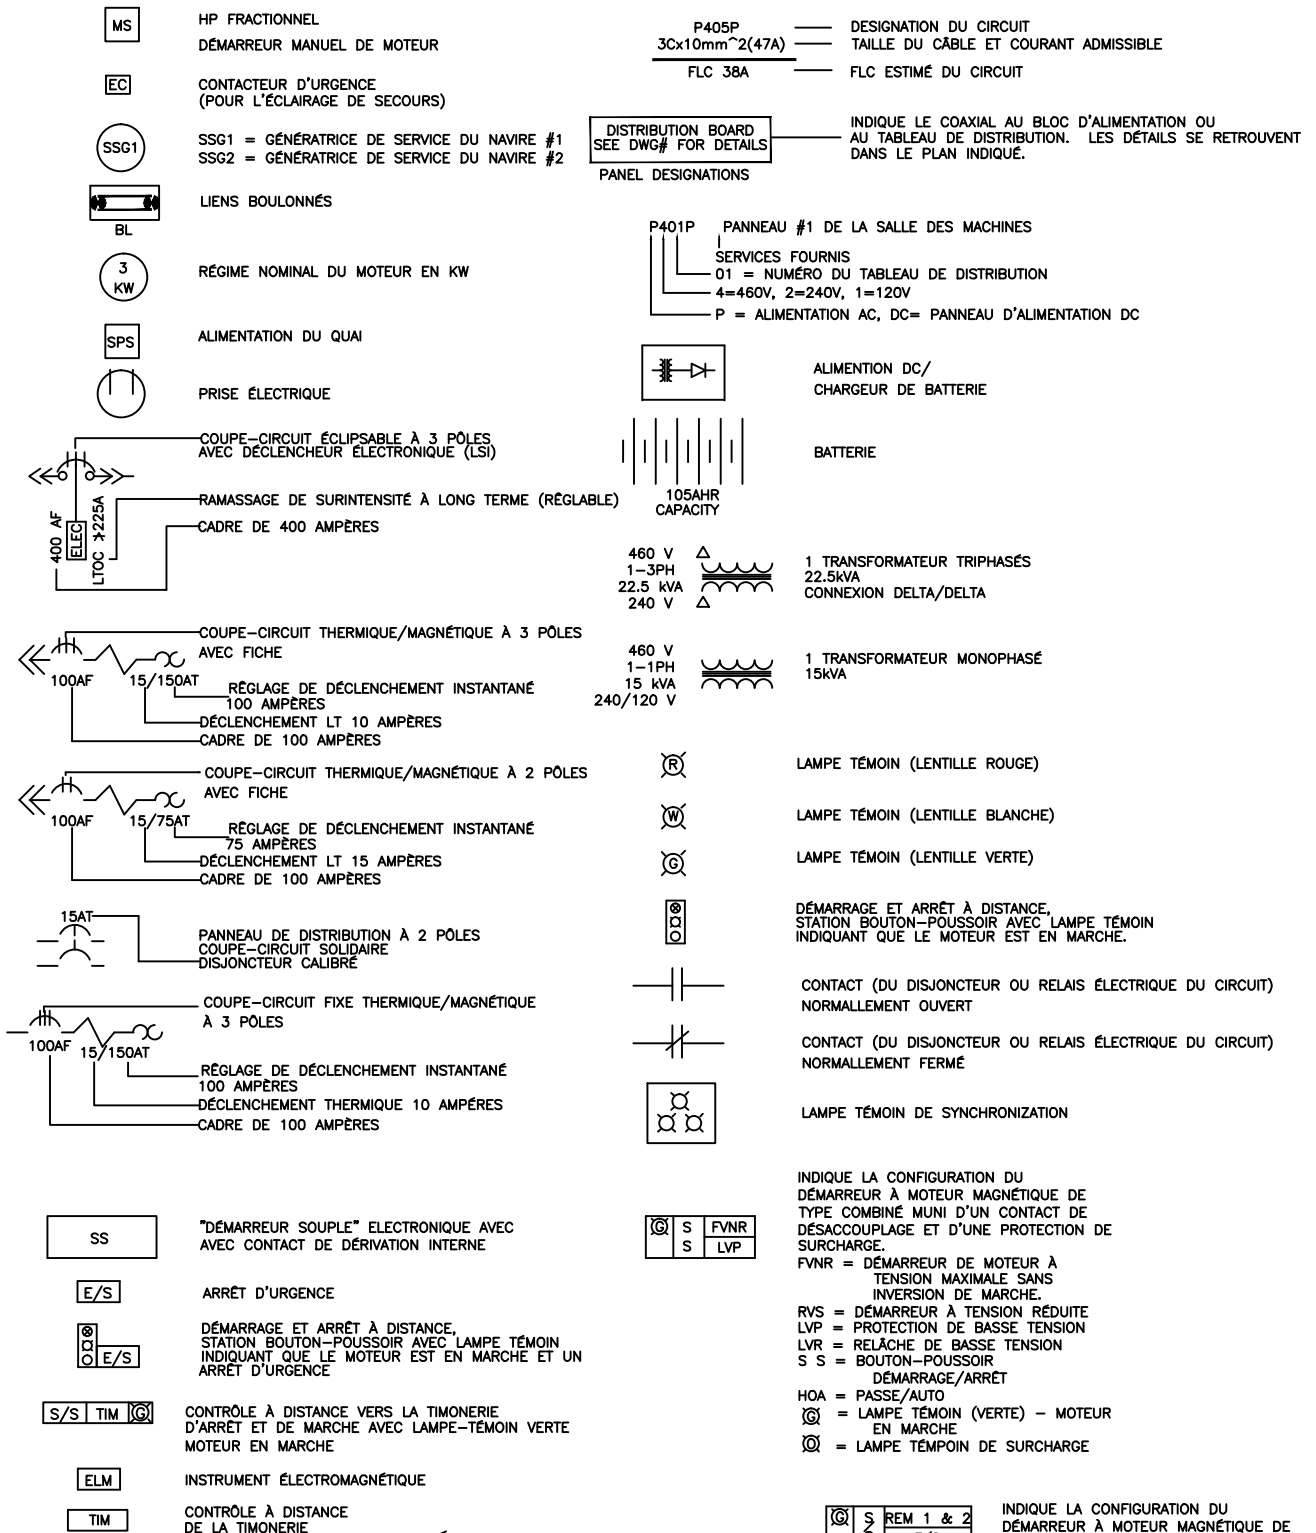 MS
HP FRACTIONNEL
DÉMARREUR MANUEL DE MOTEUR
EC
CONTACTEUR D'URGENCE
(POUR L'ÉCLAIRAGE DE SECOURS)
SSG1
SSG1 = GÉNÉRATRICE DE SERVICE DU NAVIRE #1
SSG2 = GÉNÉRATRICE DE SERVICE DU NAVIRE #2
BL
LIENS BOULONNÉS
3
KW
RÉGIME NOMINAL DU MOTEUR EN KW
SPS
ALIMENTATION DU QUAI
PRISE ÉLECTRIQUE
COUPE-CIRCUIT ÉCLIPSABLE À 3 PÔLES
AVEC DÉCLENCHEUR ÉLECTRONIQUE (LSI)
400 AF
ELEC
LTOC *225A
RAMASSAGE DE SURINTENSITÉ À LONG TERME (RÉGLABLE)
CADRE DE 400 AMPÈRES
COUPE-CIRCUIT THERMIQUE/MAGNÉTIQUE À 3 PÔLES
AVEC FICHE
100AF 15/150AT
RÊGLAGE DE DÉCLENCHEMENT INSTANTANÉ
100 AMPÈRES
DÉCLENCHEMENT LT 10 AMPÈRES
CADRE DE 100 AMPÈRES
COUPE-CIRCUIT THERMIQUE/MAGNÉTIQUE À 2 PÔLES
AVEC FICHE
100AF 15/75AT
RÊGLAGE DE DÉCLENCHEMENT INSTANTANÉ
75 AMPÈRES
DÉCLENCHEMENT LT 15 AMPÈRES
CADRE DE 100 AMPÈRES
15AT
PANNEAU DE DISTRIBUTION À 2 PÔLES
COUPE-CIRCUIT SOLIDAIRE
DISJONCTEUR CALIBRÉ
COUPE-CIRCUIT FIXE THERMIQUE/MAGNÉTIQUE
À 3 PÔLES
100AF 15/150AT
RÊGLAGE DE DÉCLENCHEMENT INSTANTANÉ
100 AMPÈRES
DÉCLENCHEMENT THERMIQUE 10 AMPÉRES
CADRE DE 100 AMPÈRES
SS
"DÉMARREUR SOUPLE" ELECTRONIQUE AVEC
AVEC CONTACT DE DÉRIVATION INTERNE
E/S
ARRÊT D'URGENCE
E/S
DÉMARRAGE ET ARRÊT À DISTANCE,
STATION BOUTON-POUSSOIR AVEC LAMPE TÉMOIN
INDIQUANT QUE LE MOTEUR EST EN MARCHE ET UN
ARRÊT D'URGENCE
S/S TIM G
CONTRÔLE À DISTANCE VERS LA TIMONERIE
D'ARRÊT ET DE MARCHE AVEC LAMPE-TÉMOIN VERTE
MOTEUR EN MARCHE
ELM
INSTRUMENT ÉLECTROMAGNÉTIQUE
TIM
CONTRÔLE À DISTANCE
DE LA TIMONERIE
P405P
DESIGNATION DU CIRCUIT
3Cx10mm^2(47A)
TAILLE DU CÂBLE ET COURANT ADMISSIBLE
FLC 38A
FLC ESTIMÉ DU CIRCUIT
DISTRIBUTION BOARD
SEE DWG# FOR DETAILS
INDIQUE LE COAXIAL AU BLOC D'ALIMENTATION OU
AU TABLEAU DE DISTRIBUTION. LES DÉTAILS SE RETROUVENT
DANS LE PLAN INDIQUÉ.
PANEL DESIGNATIONS
P401P PANNEAU #1 DE LA SALLE DES MACHINES
SERVICES FOURNIS
01 = NUMÉRO DU TABLEAU DE DISTRIBUTION
4=460V, 2=240V, 1=120V
P = ALIMENTATION AC, DC= PANNEAU D'ALIMENTATION DC
ALIMENTION DC/
CHARGEUR DE BATTERIE
BATTERIE
105AHR
CAPACITY
460 V Δ
1-3PH
22.5 kVA
240 V Δ
1 TRANSFORMATEUR TRIPHASÉS
22.5kVA
CONNEXION DELTA/DELTA
460 V
1-1PH
15 kVA
240/120 V
1 TRANSFORMATEUR MONOPHASÉ
15kVA
R
LAMPE TÉMOIN (LENTILLE ROUGE)
W
LAMPE TÉMOIN (LENTILLE BLANCHE)
G
LAMPE TÉMOIN (LENTILLE VERTE)
DÉMARRAGE ET ARRÊT À DISTANCE,
STATION BOUTON-POUSSOIR AVEC LAMPE TÉMOIN
INDIQUANT QUE LE MOTEUR EST EN MARCHE.
CONTACT (DU DISJONCTEUR OU RELAIS ÉLECTRIQUE DU CIRCUIT)
NORMALLEMENT OUVERT
CONTACT (DU DISJONCTEUR OU RELAIS ÉLECTRIQUE DU CIRCUIT)
NORMALLEMENT FERMÉ
LAMPE TÉMOIN DE SYNCHRONIZATION
G S FVNR
S LVP
INDIQUE LA CONFIGURATION DU
DÉMARREUR À MOTEUR MAGNÉTIQUE DE
TYPE COMBINÉ MUNI D'UN CONTACT DE
DÉSACCOUPLAGE ET D'UNE PROTECTION DE
SURCHARGE.
FVNR = DÉMARREUR DE MOTEUR À
TENSION MAXIMALE SANS
INVERSION DE MARCHE.
RVS = DÉMARREUR À TENSION RÉDUITE
LVP = PROTECTION DE BASSE TENSION
LVR = RELÂCHE DE BASSE TENSION
S S = BOUTON-POUSSOIR
DÉMARRAGE/ARRÊT
HOA = PASSE/AUTO
G = LAMPE TÉMOIN (VERTE) - MOTEUR
EN MARCHE
O = LAMPE TÉMPOIN DE SURCHARGE
G S REM 1 & 2
INDIQUE LA CONFIGURATION DU
DÉMARREUR À MOTEUR MAGNÉTIQUE DE